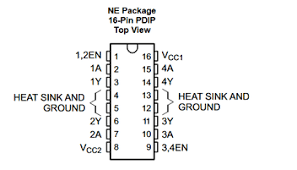 NE Package
16-Pin PDIP
Top View
1,2EN 1 16 VCC1
1A 2 15 4A
1Y 3 14 4Y
HEAT SINK AND GROUND 4 13 HEAT SINK AND GROUND
5 12
2Y 6 11 3Y
2A 7 10 3A
VCC2 8 9 3,4EN